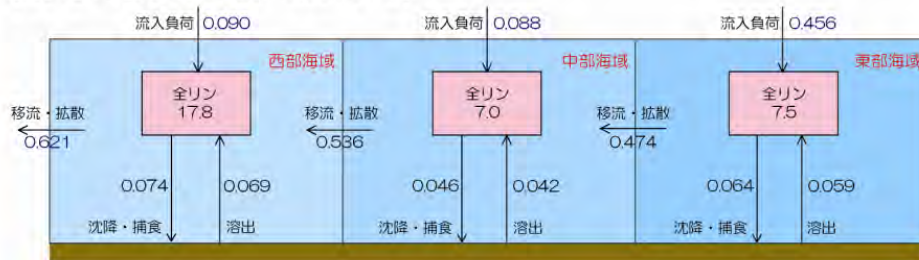 流入負荷 0.090
流入負荷 0.088
流入負荷 0.456
西部海域
中部海域
東部海域
全リン
17.8
全リン
7.0
全リン
7.5
移流・拡散
0.621
移流・拡散
0.536
移流・拡散
0.474
0.074
0.069
0.046
0.042
0.064
0.059
沈降・捕食
溶出
沈降・捕食
溶出
沈降・捕食
溶出